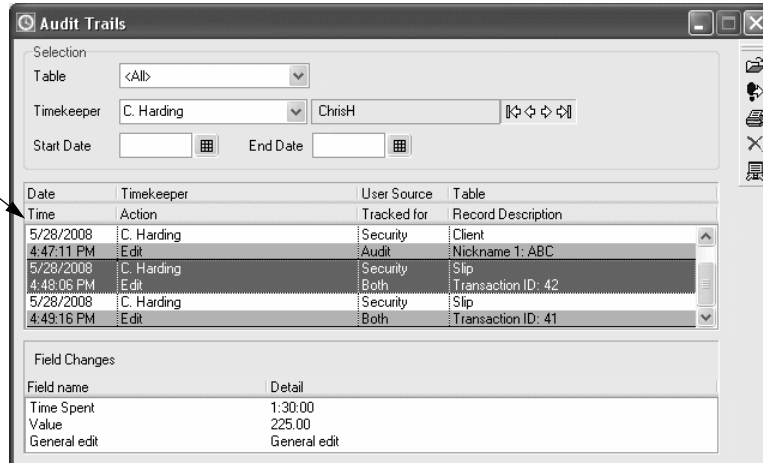 Audit Trails
Selection
Table <All>
Timekeeper C. Harding ChrisH
Start Date End Date
Date Timekeeper User Source Table
Time Action Tracked for Record Description
5/28/2008 C. Harding Security Client
4:47:11 PM Edit Audit Nickname 1: ABC
5/28/2008 C. Harding Security Slip
4:48:06 PM Edit Both Transaction ID: 42
5/28/2008 C. Harding Security Slip
4:49:16 PM Edit Both Transaction ID: 41
Field Changes
Field name Detail
Time Spent 1:30:00
Value 225.00
General edit General edit